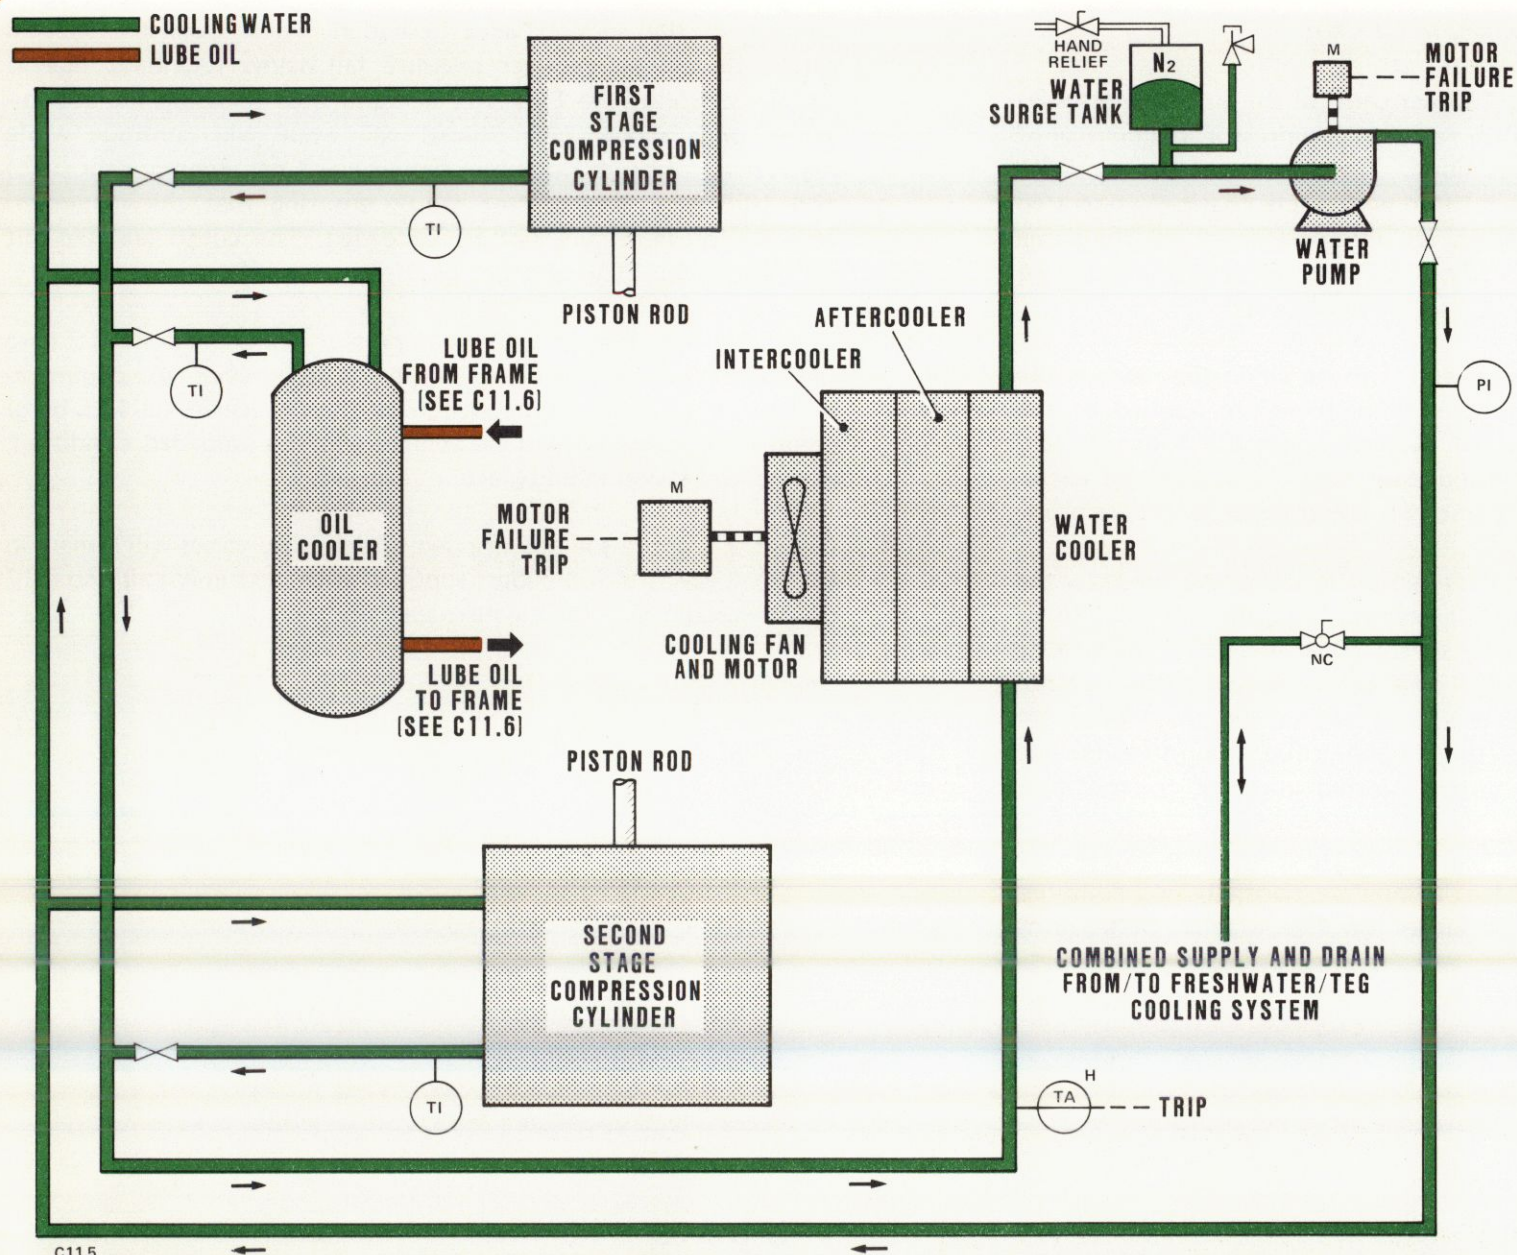 COOLING WATER
LUBE OIL
FIRST
STAGE
COMPRESSION
CYLINDER
TI
PISTON ROD
HAND
RELIEF
N2
WATER
SURGE TANK
M
MOTOR
FAILURE
TRIP
WATER
PUMP
PI
TI
LUBE OIL
FROM FRAME
(SEE C11.6)
OIL
COOLER
LUBE OIL
TO FRAME
(SEE C11.6)
AFTERCOOLER
INTERCOOLER
M
MOTOR
FAILURE
TRIP
COOLING FAN
AND MOTOR
WATER
COOLER
NC
PISTON ROD
SECOND
STAGE
COMPRESSION
CYLINDER
TI
COMBINED SUPPLY AND DRAIN
FROM/TO FRESHWATER/TEG
COOLING SYSTEM
H
TA
TRIP
C11.5